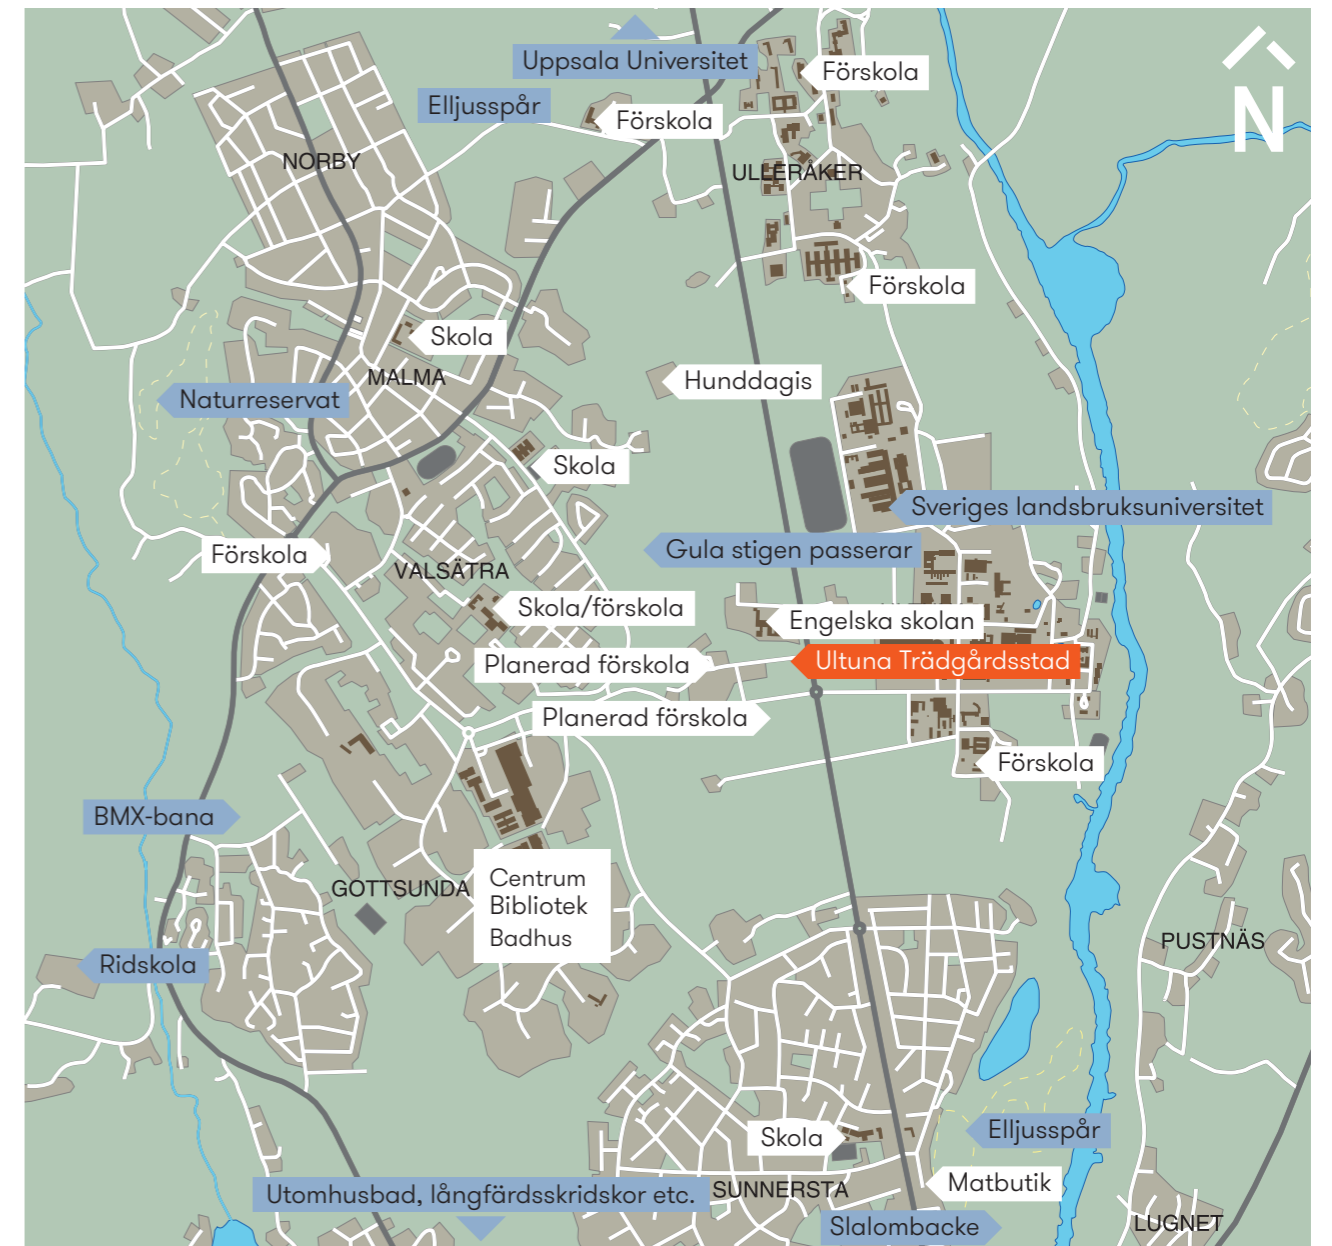 Uppsala Universitet
Förskola
N
Elljusspår
Förskola
NORBY
ULLERÅKER
Förskola
Skola
MALMA
Hunddagis
Naturreservat
Skola
Sveriges landsbruksuniversitet
Förskola
Gula stigen passerar
VALSÄTRA
Skola/förskola
Engelska skolan
Planerad förskola
Ultuna Trädgårdsstad
Planerad förskola
Förskola
BMX-bana
GOTTSUNDA
Centrum
Bibliotek
Badhus
PUSTNÄS
Ridskola
Skola
Elljusspår
Utomhusbad, långfärdsskridskor etc.
SUNNERSTA
Matbutik
Slalombacke
LUGNET